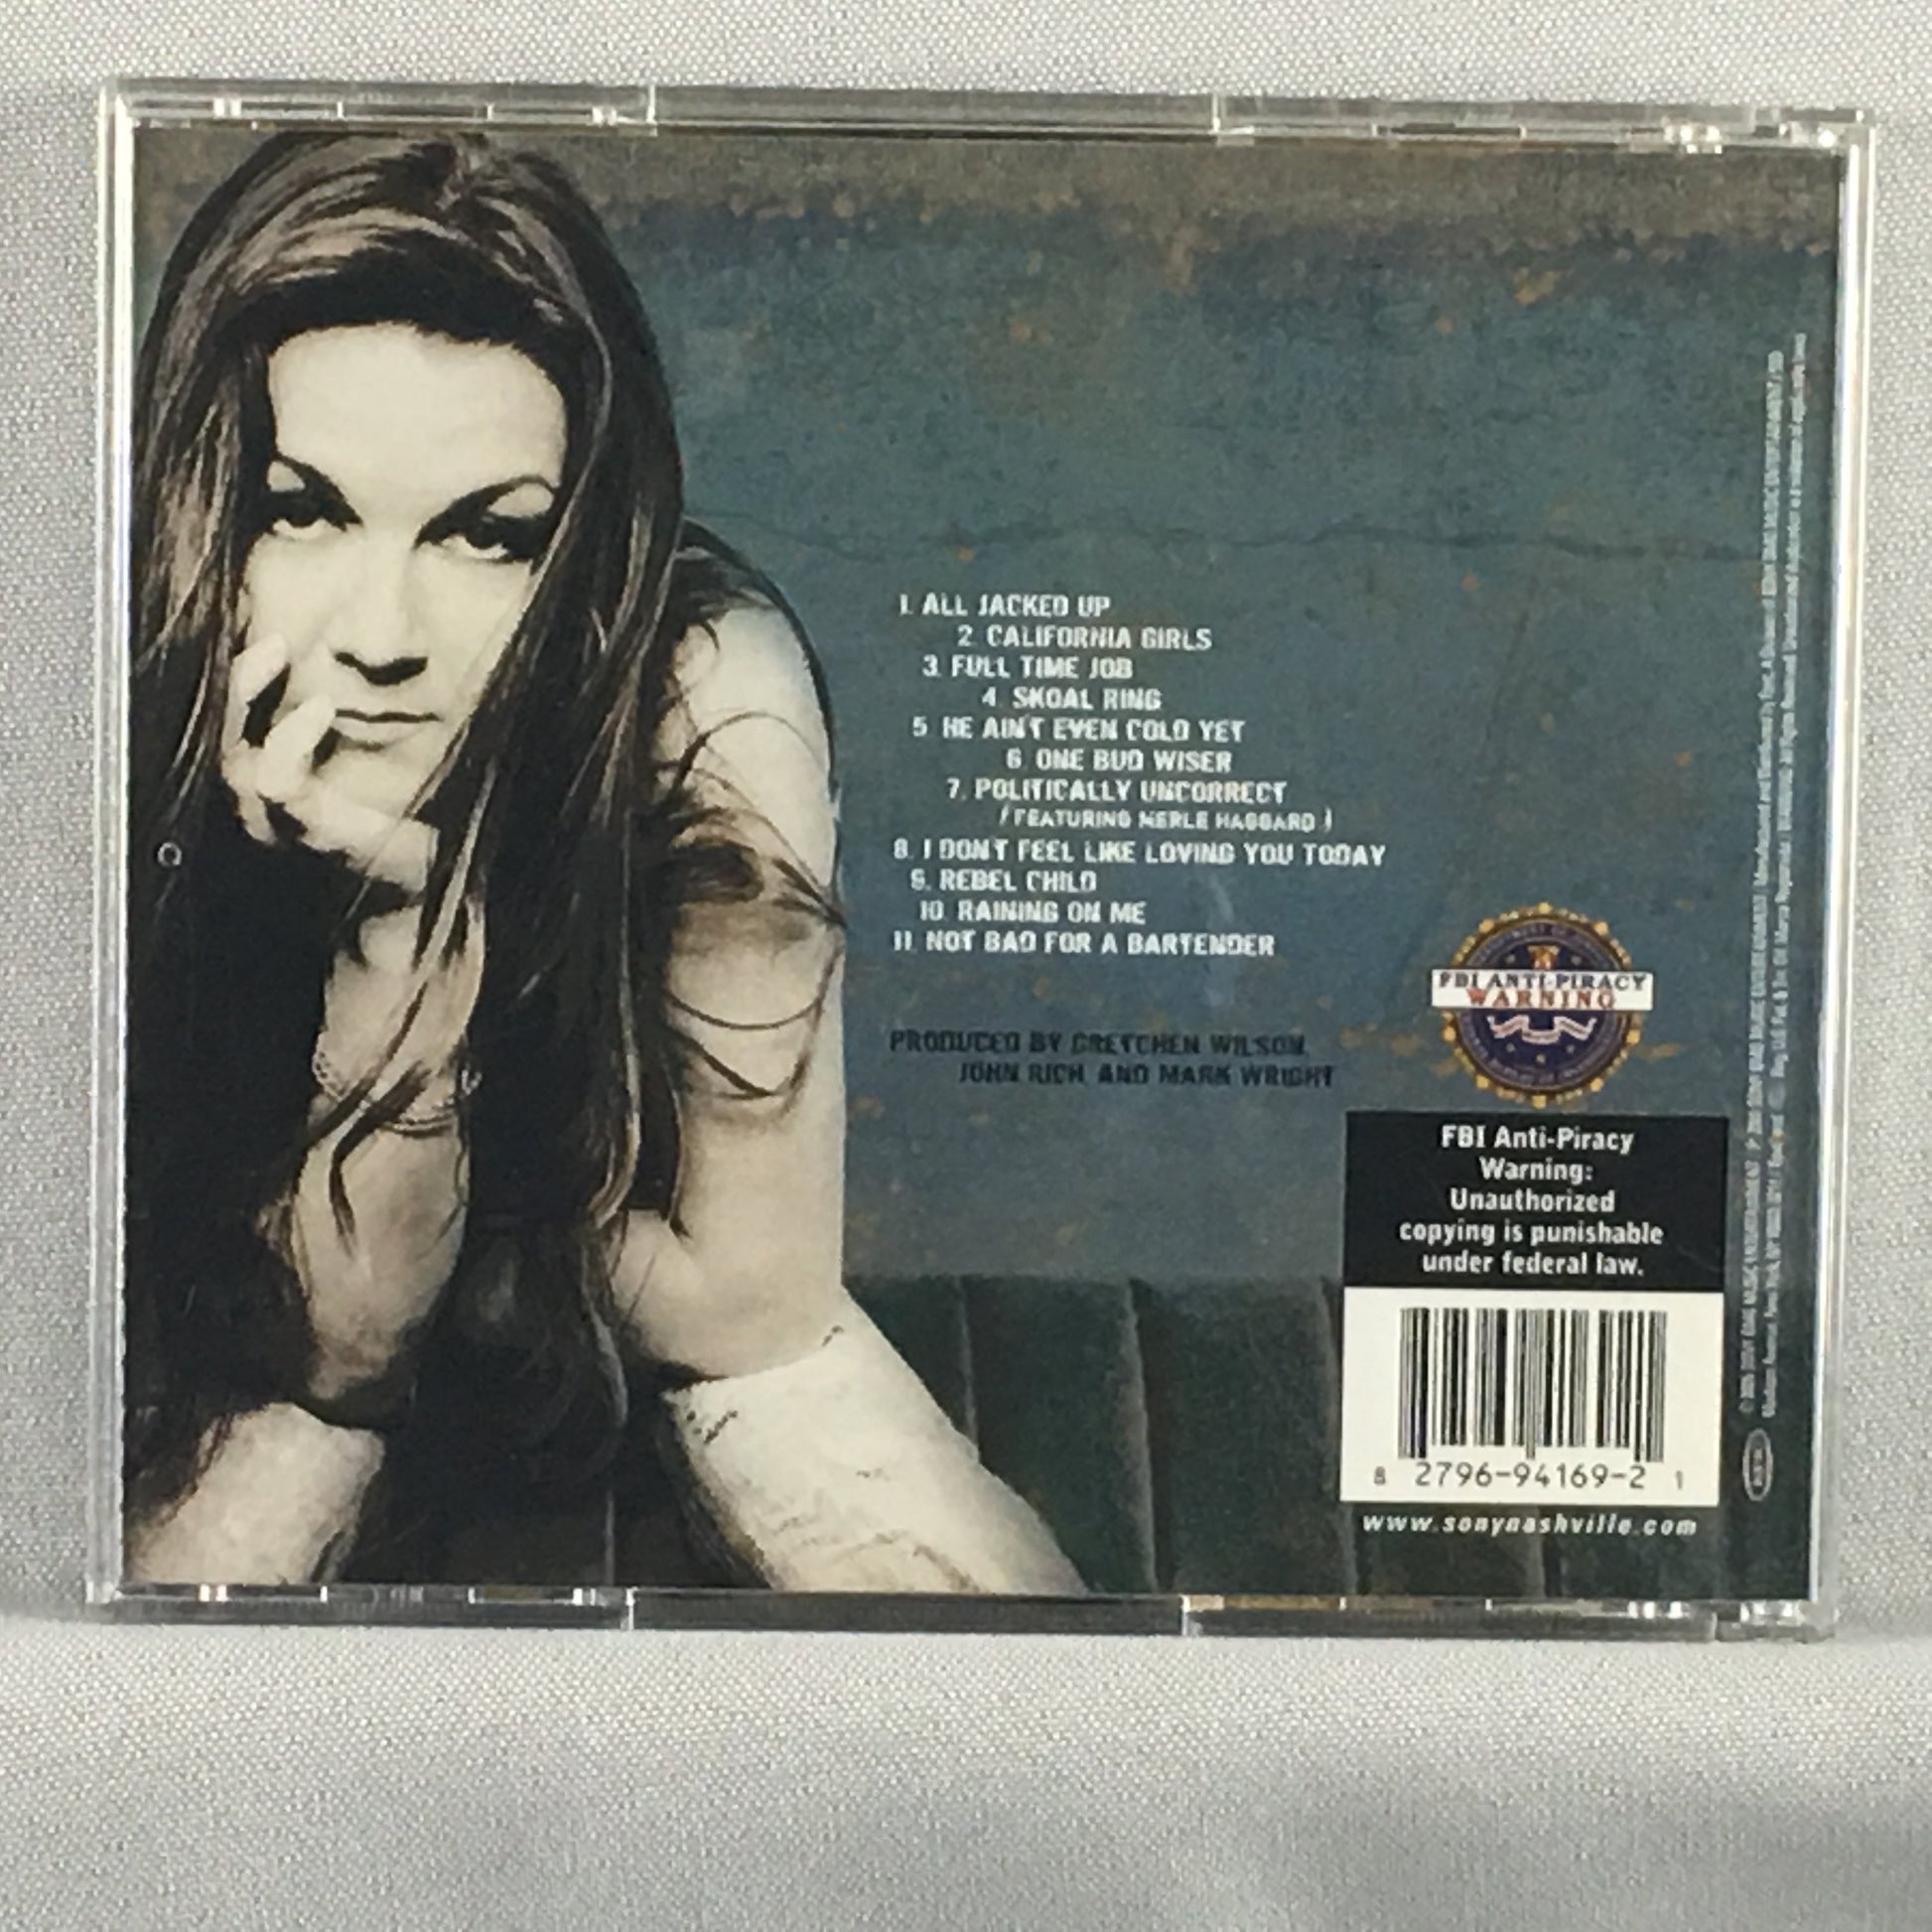 1. ALL JACKED UP
2. CALIFORNIA GIRLS
3. FULL TIME JOB
4. SKOAL RING
5. HE AIN'T EVEN COLD YET
6. ONE BUD WISER
7. POLITICALLY UNCORRECT
(FEATURING MERLE HAGGARD)
8. I DON'T FEEL LIKE LOVING YOU TODAY
9. REBEL CHILD
10. RAINING ON ME
11. NOT BAD FOR A BARTENDER
PRODUCED BY GRETCHEN WILSON,
JOHN RICH, AND MARK WRIGHT
FBI ANTI-PIRACY
WARNING
FBI Anti-Piracy
Warning:
Unauthorized
copying is punishable
under federal law.
8 2796-94169-2 1
www.sonynashville.com